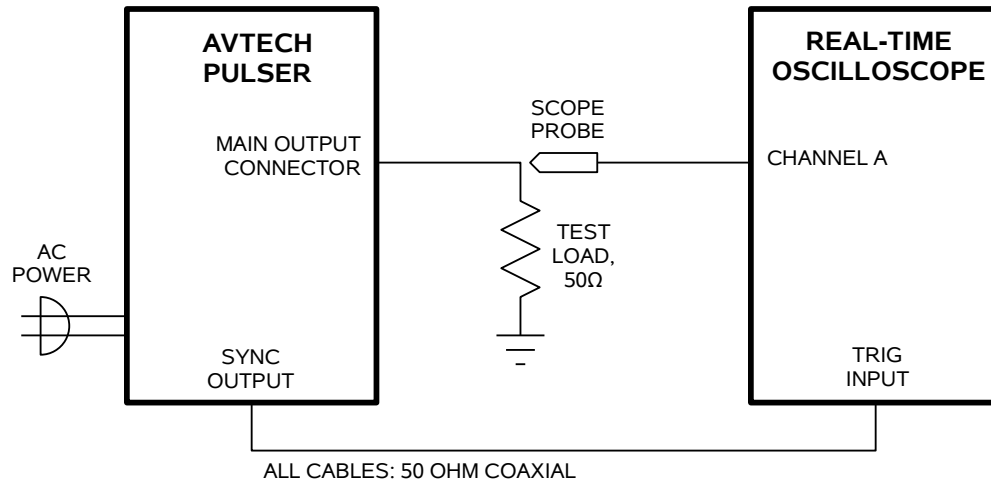 AVTECH
PULSER
REAL-TIME
OSCILLOSCOPE
SCOPE
PROBE
MAIN OUTPUT
CONNECTOR
CHANNEL A
TEST
LOAD,
50Ω
AC
POWER
SYNC
OUTPUT
TRIG
INPUT
ALL CABLES: 50 OHM COAXIAL